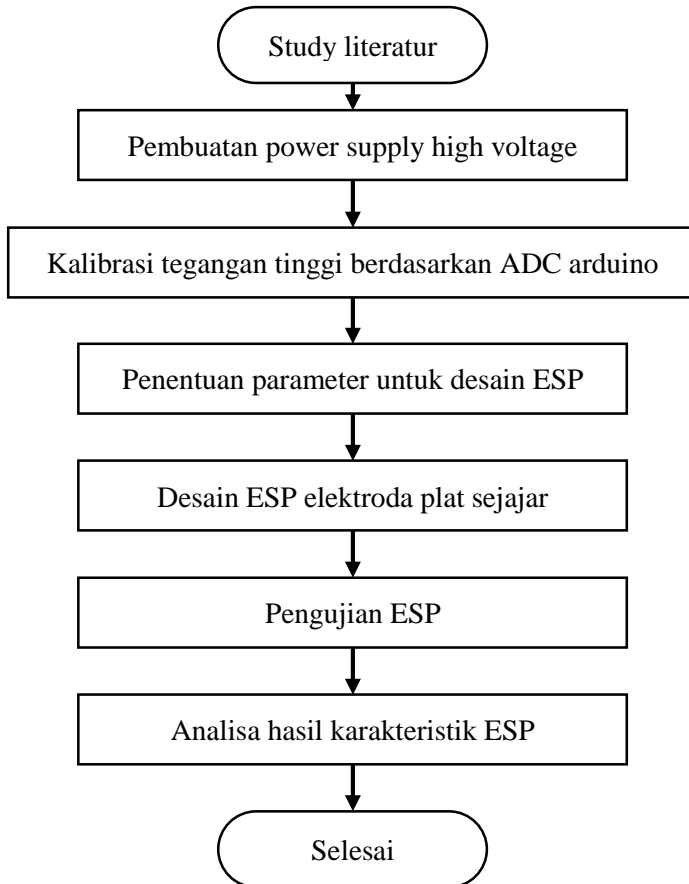 Study literatur
Pembuatan power supply high voltage
Kalibrasi tegangan tinggi berdasarkan ADC arduino
Penentuan parameter untuk desain ESP
Desain ESP elektroda plat sejajar
Pengujian ESP
Analisa hasil karakteristik ESP
Selesai